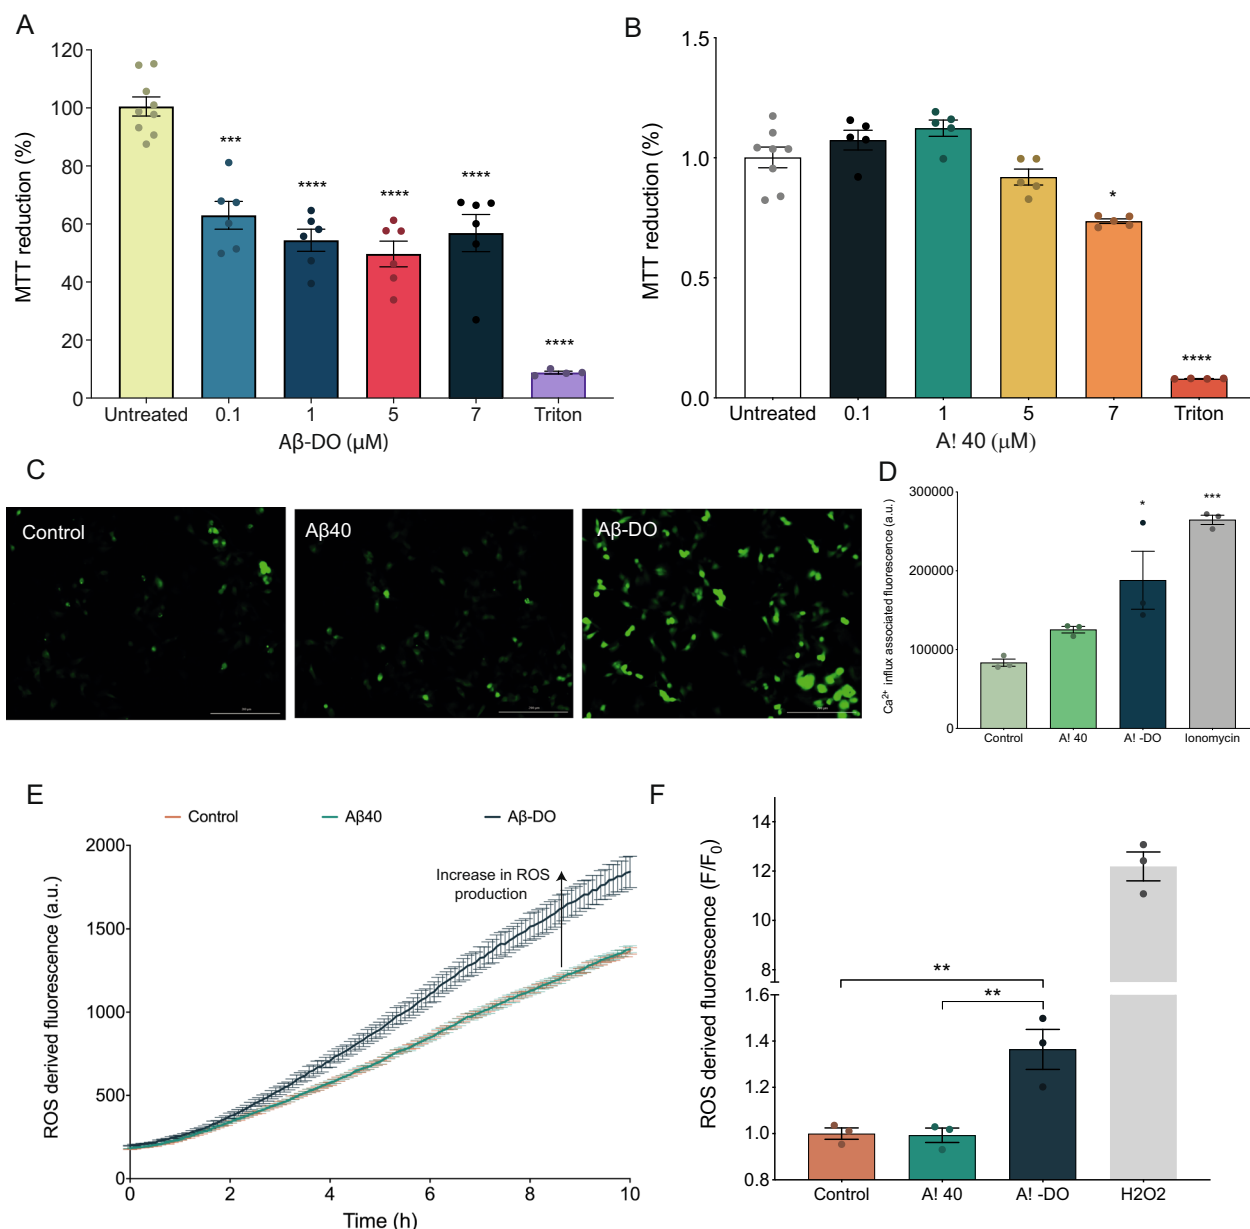 A
120
100
80
60
40
20
0
MTT reduction (%)
***
****
****
****
****
Untreated 0.1 1 5 7 Triton
Aβ-DO (μM)
B
1.5
1.0
0.5
0.0
MTT reduction (%)
*
****
Untreated 0.1 1 5 7 Triton
A! 40 (μM)
C
Control
Aβ40
Aβ-DO
D
300000
200000
100000
0
Ca²⁺ influx associated fluorescence (a.u.)
*
***
Control A! 40 A! -DO Ionomycin
E
Control Aβ40 Aβ-DO
2000
1500
1000
500
0
ROS derived fluorescence (a.u.)
Increase in ROS
production
0 2 4 6 8 10
Time (h)
F
14
12
10
8
1.6
1.4
1.2
1.0
0.8
ROS derived fluorescence (F/F₀)
**
**
Control A! 40 A! -DO H2O2